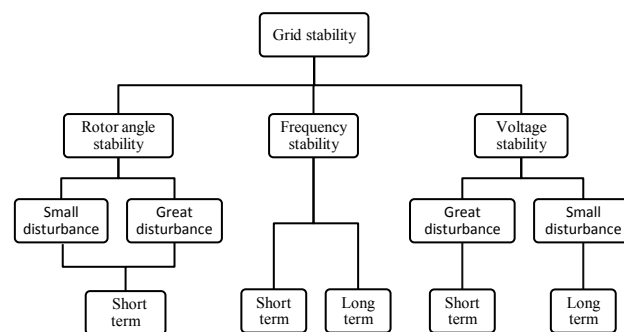 Grid stability
Rotor angle
stability
Frequency
stability
Voltage
stability
Small
disturbance
Great
disturbance
Great
disturbance
Small
disturbance
Short
term
Short
term
Long
term
Short
term
Long
term